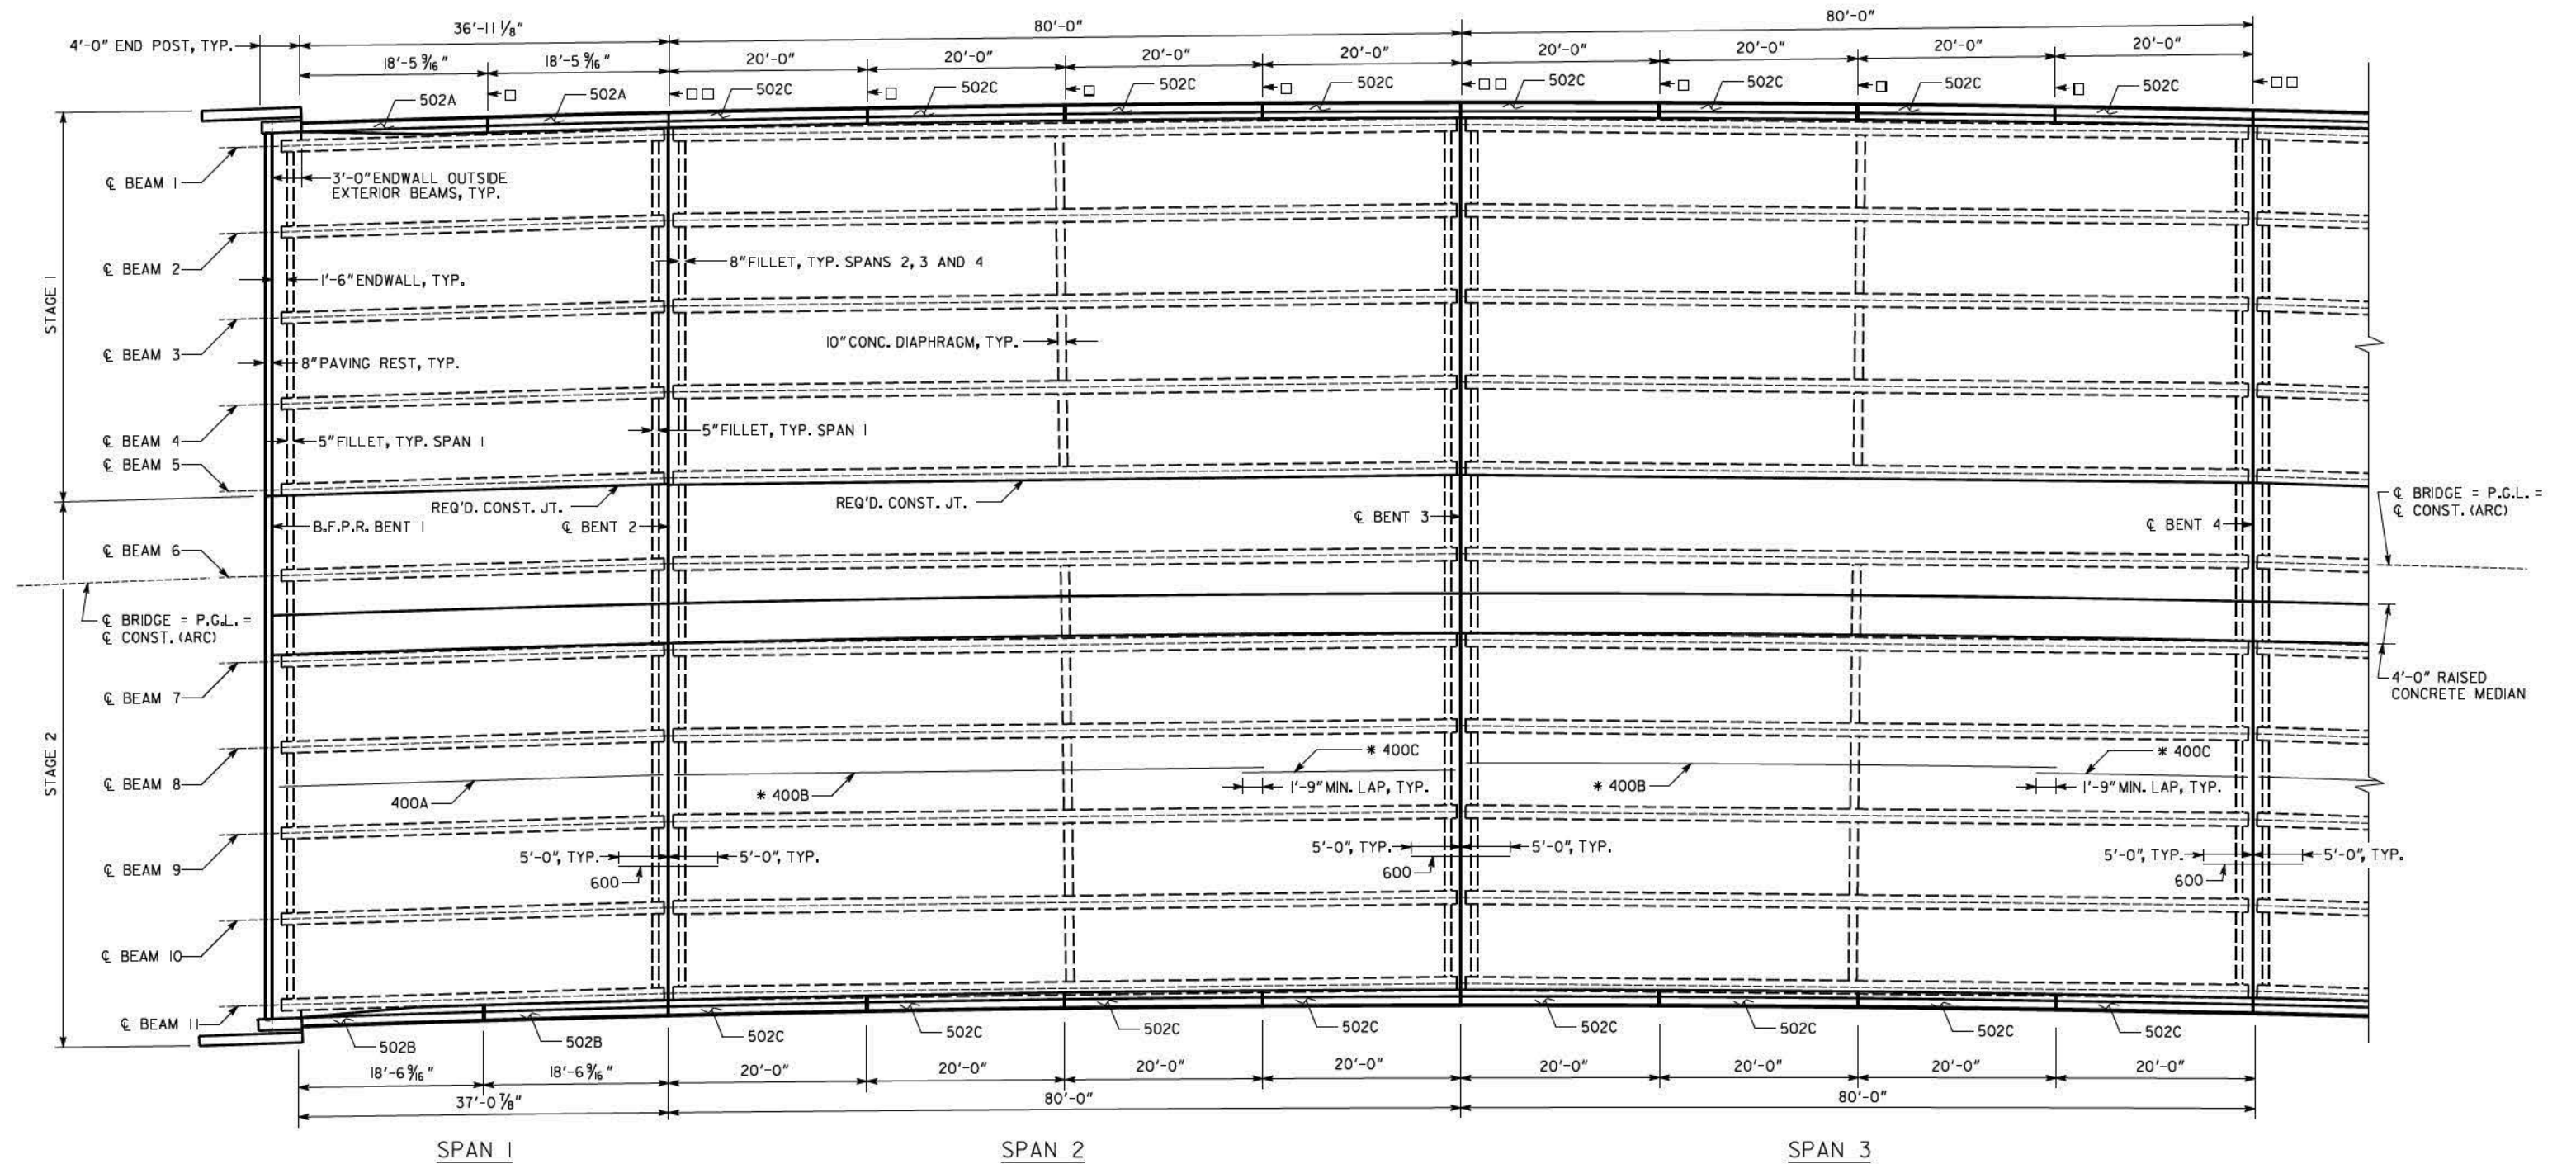 36'-11 1/8"
80'-0"
80'-0"
4'-0" END POST, TYP.
18'-5 9/16"
18'-5 9/16"
20'-0"
20'-0"
20'-0"
20'-0"
20'-0"
20'-0"
20'-0"
20'-0"
502A
502A
502C
502C
502C
502C
502C
502C
502C
502C
℄ BEAM 1
3'-0" ENDWALL OUTSIDE
EXTERIOR BEAMS, TYP.
℄ BEAM 2
8" FILLET, TYP. SPANS 2, 3 AND 4
1'-6" ENDWALL, TYP.
STAGE 1
℄ BEAM 3
10" CONC. DIAPHRAGM, TYP.
8" PAVING REST, TYP.
℄ BEAM 4
5" FILLET, TYP. SPAN 1
5" FILLET, TYP. SPAN 1
℄ BEAM 5
REQ'D. CONST. JT.
REQ'D. CONST. JT.
℄ BRIDGE = P.G.L. =
℄ CONST. (ARC)
B.F.P.R. BENT 1
℄ BENT 2
℄ BENT 3
℄ BENT 4
℄ BEAM 6
℄ BRIDGE = P.G.L. =
℄ CONST. (ARC)
4'-0" RAISED
CONCRETE MEDIAN
℄ BEAM 7
STAGE 2
℄ BEAM 8
400A
* 400B
* 400C
1'-9" MIN. LAP, TYP.
* 400B
* 400C
1'-9" MIN. LAP, TYP.
5'-0", TYP.
5'-0", TYP.
5'-0", TYP.
5'-0", TYP.
5'-0", TYP.
5'-0", TYP.
℄ BEAM 9
600
600
600
℄ BEAM 10
℄ BEAM 11
502B
502B
502C
502C
502C
502C
502C
502C
502C
502C
18'-6 9/16"
18'-6 9/16"
20'-0"
20'-0"
20'-0"
20'-0"
20'-0"
20'-0"
20'-0"
20'-0"
37'-0 7/8"
80'-0"
80'-0"
SPAN 1
SPAN 2
SPAN 3